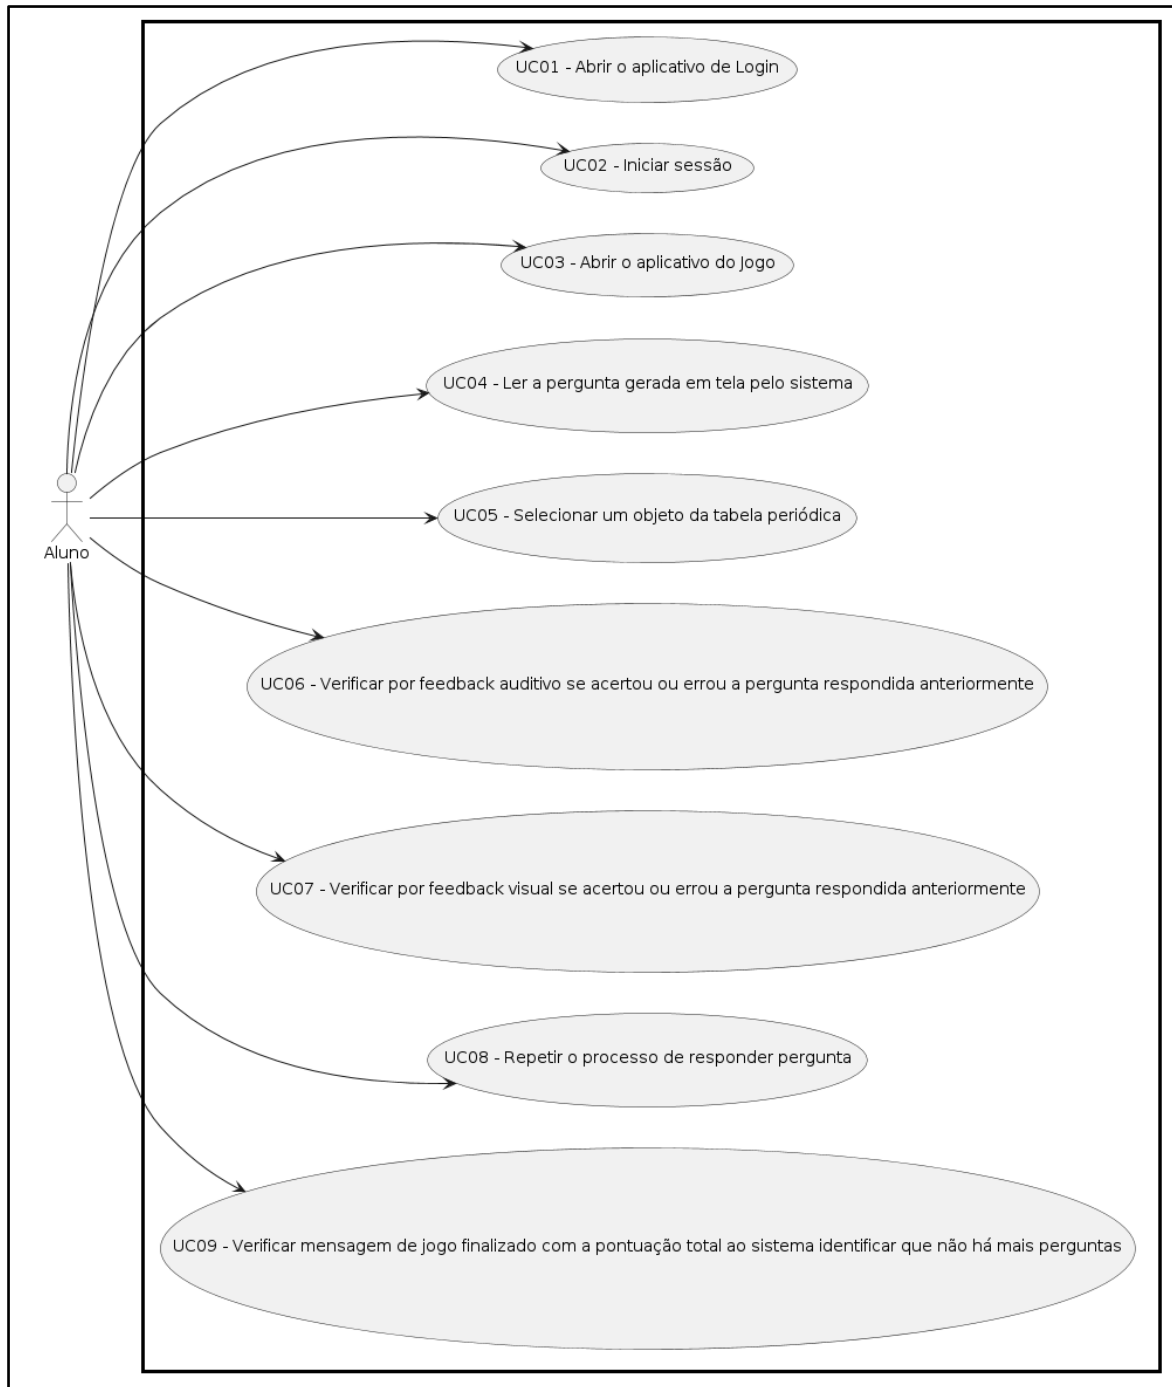 UC01 - Abrir o aplicativo de Login
UC02 - Iniciar sessão
UC03 - Abrir o aplicativo do Jogo
UC04 - Ler a pergunta gerada em tela pelo sistema
UC05 - Selecionar um objeto da tabela periódica
Aluno
UC06 - Verificar por feedback auditivo se acertou ou errou a pergunta respondida anteriormente
UC07 - Verificar por feedback visual se acertou ou errou a pergunta respondida anteriormente
UC08 - Repetir o processo de responder pergunta
UC09 - Verificar mensagem de jogo finalizado com a pontuação total ao sistema identificar que não há mais perguntas